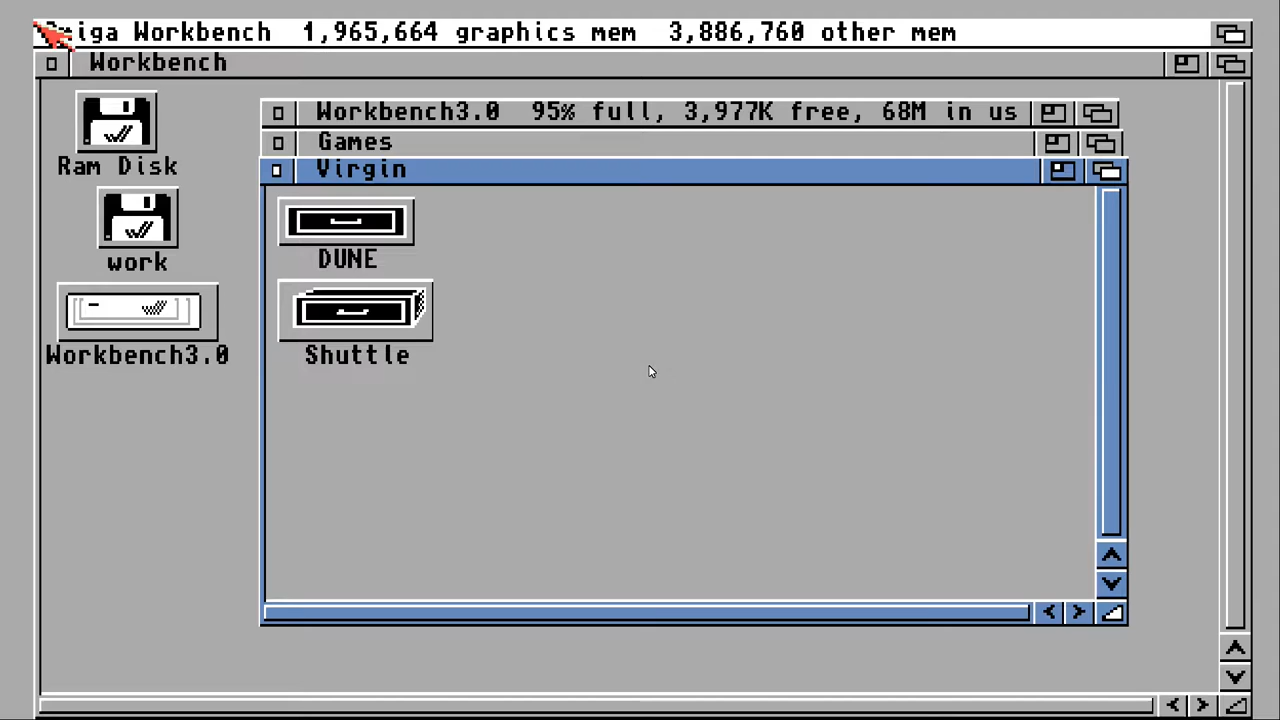 iga Workbench 1,965,664 graphics mem 3,886,760 other mem
Workbench
Ram Disk
work
Workbench3.0
Workbench3.0 95% full, 3,977K free, 68M in us
Games
Virgin
DUNE
Shuttle